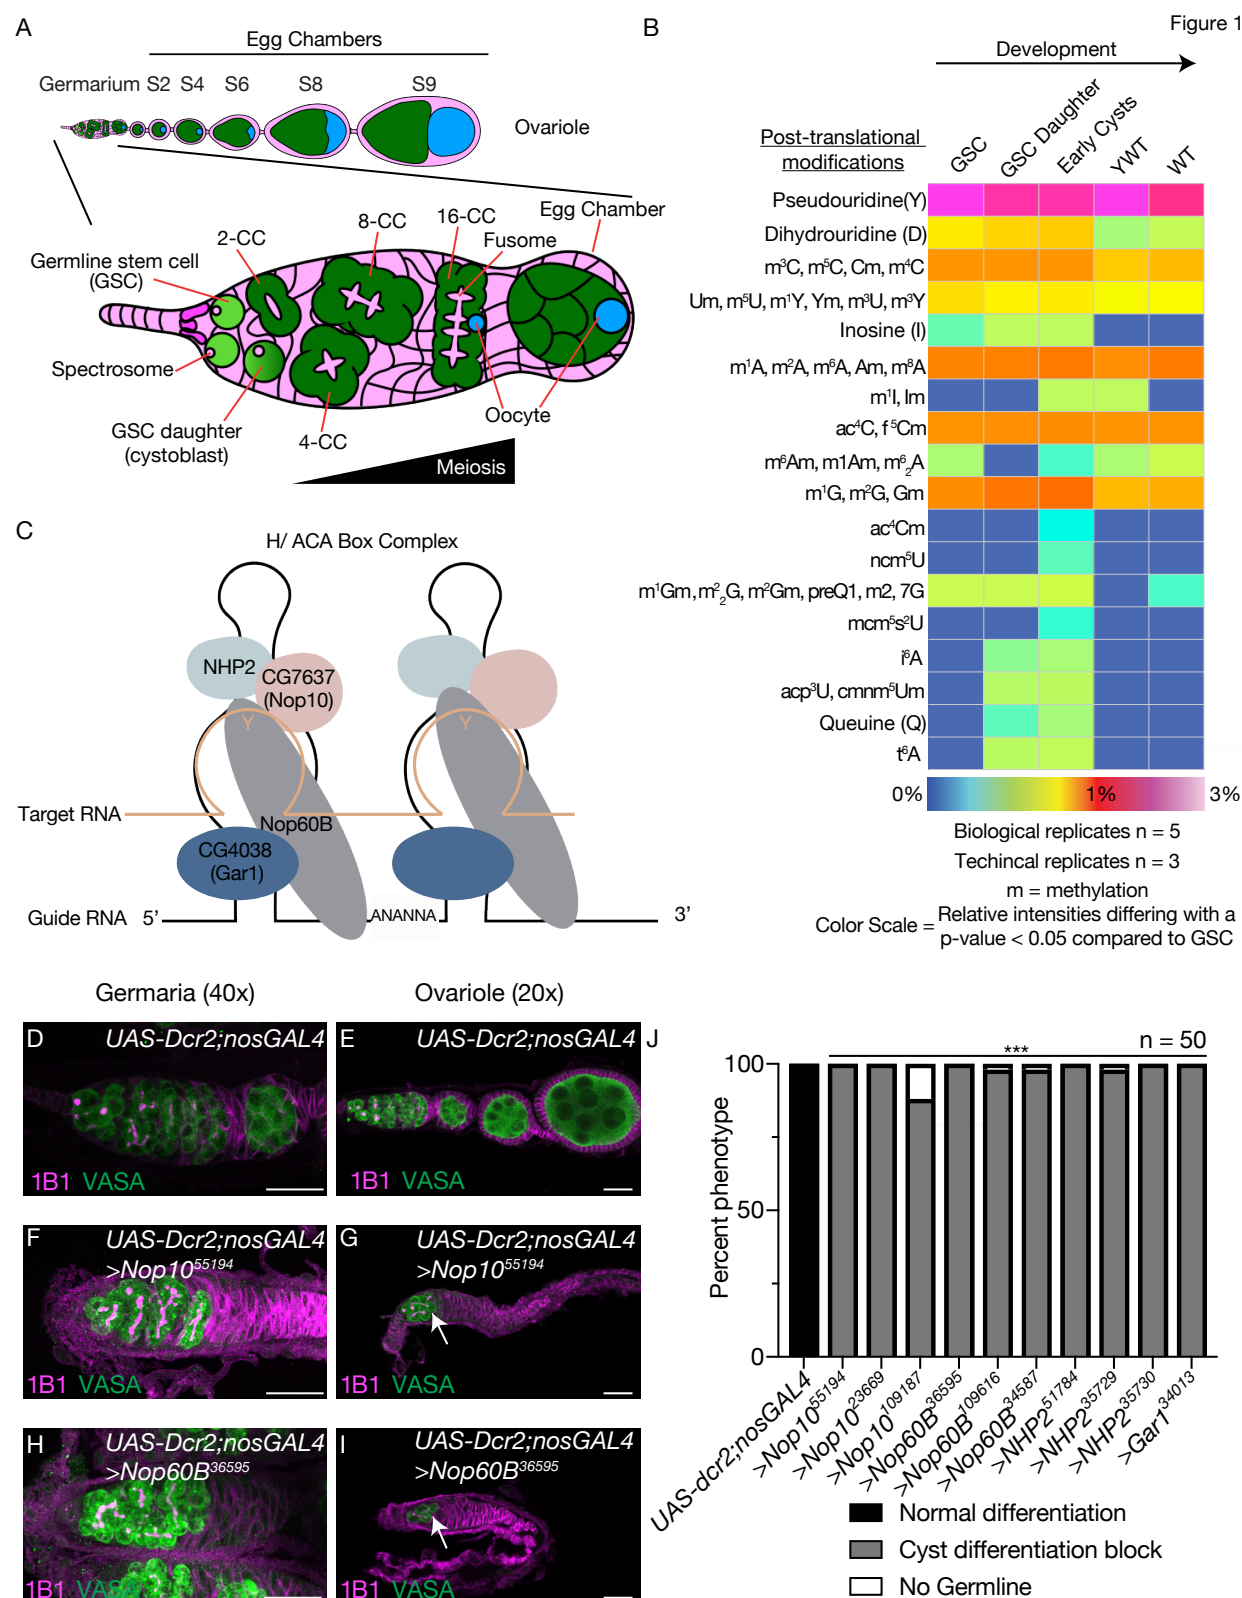 Figure 1
A
Egg Chambers
Germarium S2 S4 S6 S8 S9
Ovariole
Egg Chamber
16-CC
8-CC
Fusome
2-CC
Germline stem cell
(GSC)
Spectrosome
GSC daughter
(cystoblast)
4-CC
Oocyte
Meiosis
B
Development
Post-translational
modifications
GSC
GSC Daughter
Early Cysts
YWT
WT
Pseudouridine(Y)
Dihydrouridine (D)
m³C, m⁵C, Cm, m⁴C
Um, m⁵U, m¹Y, Ym, m³U, m³Y
Inosine (I)
m¹A, m²A, m⁶A, Am, m⁸A
m¹I, Im
ac⁴C, f⁵Cm
m⁶Am, m1Am, m⁶₂A
m¹G, m²G, Gm
ac⁴Cm
ncm⁵U
m¹Gm, m²₂G, m²Gm, preQ1, m2, 7G
mcm⁵s²U
i⁶A
acp³U, cmnm⁵Um
Queuine (Q)
t⁶A
0% 1% 3%
Biological replicates n = 5
Techincal replicates n = 3
m = methylation
Color Scale = Relative intensities differing with a
p-value < 0.05 compared to GSC
C
H/ ACA Box Complex
NHP2
CG7637
(Nop10)
Y
Y
Target RNA
Nop60B
CG4038
(Gar1)
Guide RNA 5’
ANANNA
3’
Germaria (40x)
Ovariole (20x)
D
UAS-Dcr2;nosGAL4
1B1 VASA
E
UAS-Dcr2;nosGAL4
1B1 VASA
F
UAS-Dcr2;nosGAL4
>Nop10⁵⁵¹⁹⁴
1B1 VASA
G
UAS-Dcr2;nosGAL4
>Nop10⁵⁵¹⁹⁴
1B1 VASA
H
UAS-Dcr2;nosGAL4
>Nop60B³⁶⁵⁹⁵
1B1 VASA
I
UAS-Dcr2;nosGAL4
>Nop60B³⁶⁵⁹⁵
1B1 VASA
J
n = 50
***
100
50
0
Percent phenotype
UAS-dcr2;nosGAL4
>Nop10⁵⁵¹⁹⁴
>Nop10²³⁶⁶⁹
>Nop10¹⁰⁹¹⁸⁷
>Nop60B³⁶⁵⁹⁵
>Nop60B¹⁰⁹⁶¹⁶
>Nop60B³⁴⁵⁸⁷
>NHP2⁵¹⁷⁸⁴
>NHP2³⁵⁷²⁹
>NHP2³⁵⁷³⁰
>Gar1³⁴⁰¹³
Normal differentiation
Cyst differentiation block
No Germline